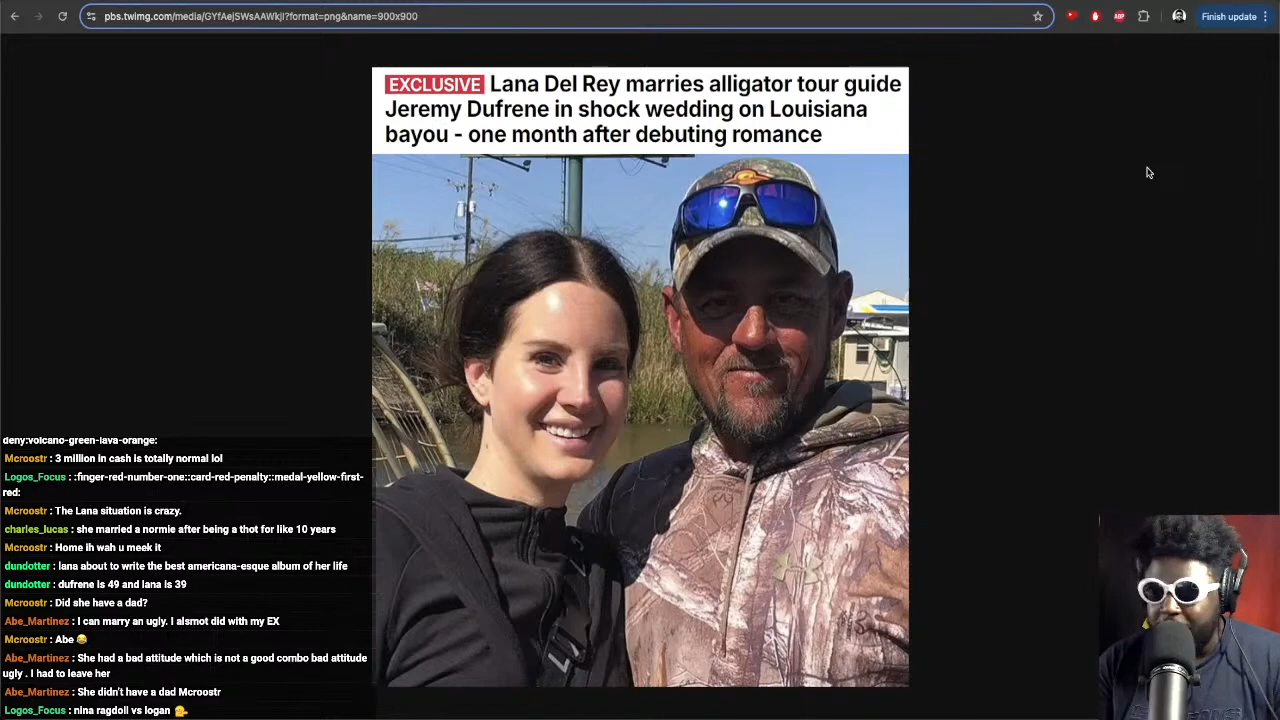 pbs.twimg.com/media/GYfAejSWsAAWkjI?format=png&name=900x900
Finish update
ABP
EXCLUSIVE Lana Del Rey marries alligator tour guide
Jeremy Dufrene in shock wedding on Louisiana
bayou - one month after debuting romance
deny:volcano-green-lava-orange:
Mcroostr : 3 million in cash is totally normal lol
Logos_Focus : :finger-red-number-one::card-red-penalty::medal-yellow-first-
red:
Mcroostr : The Lana situation is crazy.
charles_lucas : she married a normie after being a thot for like 10 years
Mcroostr : Home ih wah u meek it
dundotter : lana about to write the best americana-esque album of her life
dundotter : dufrene is 49 and lana is 39
Mcroostr : Did she have a dad?
Abe_Martinez : I can marry an ugly. I alsmot did with my EX
Mcroostr : Abe 😂
Abe_Martinez : She had a bad attitude which is not a good combo bad attitude
ugly . I had to leave her
Abe_Martinez : She didn't have a dad Mcroostr
Logos_Focus : nina ragdoll vs logan